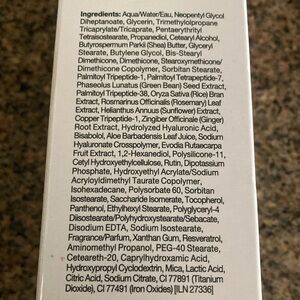 Ingredients: Aqua/Water/Eau, Neopentyl Glycol
Diheptanoate, Glycerin, Trimethylolpropane
Tricaprylate/Tricaprate, Pentaerythrityl
Tetraisostearate, Propanediol, Cetearyl Alcohol,
Butyrospermum Parkii (Shea) Butter, Glyceryl
Stearate, Butylene Glycol, Bis-Stearyl
Dimethicone, Dimethicone, Stearoxymethicone/
Dimethicone Copolymer, Sorbitan Stearate,
Palmitoyl Tripeptide-1, Palmitoyl Tetrapeptide-7,
Phaseolus Lunatus (Green Bean) Seed Extract,
Palmitoyl Tripeptide-38, Oryza Sativa (Rice) Bran
Extract, Rosmarinus Officinalis (Rosemary) Leaf
Extract, Helianthus Annus (Sunflower) Extract,
Copper Tripeptide-1, Zingiber Officinale (Ginger)
Root Extract, Hydrolyzed Hyaluronic Acid,
Bisabolol, Aloe Barbadensis Leaf Juice, Sodium
Hyaluronate Crosspolymer, Evodia Rutaecarpa
Fruit Extract, 1,2-Hexanediol, Polysilicone-11,
Cetyl Hydroxyethylcellulose, Rutin, Dipotassium
Phosphate, Hydroxyethyl Acrylate/Sodium
Acryloyldimethyl Taurate Copolymer,
Isohexadecane, Polysorbate 60, Sorbitan
Isostearate, Saccharide Isomerate, Tocopherol,
Panthenol, Ethylhexyl Stearate, Polyglyceryl-4
Diisostearate/Polyhydroxystearate/Sebacate,
Disodium EDTA, Sodium Isostearate,
Fragrance/Parfum, Xanthan Gum, Resveratrol,
Aminomethyl Propanol, PEG-40 Stearate,
Ceteareth-20, Caprylhydroxamic Acid,
Hydroxypropyl Cyclodextrin, Mica, Lactic Acid,
Citric Acid, Sodium Citrate, CI 77891 (Titanium
Dioxide), CI 77491 (Iron Oxides) [ILN 27336]